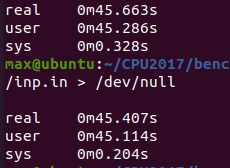 real 0m45.663s
user 0m45.286s
sys 0m0.328s
max@ubuntu:~/CPU2017/benc
/inp.in > /dev/null
real 0m45.407s
user 0m45.114s
sys 0m0.204s